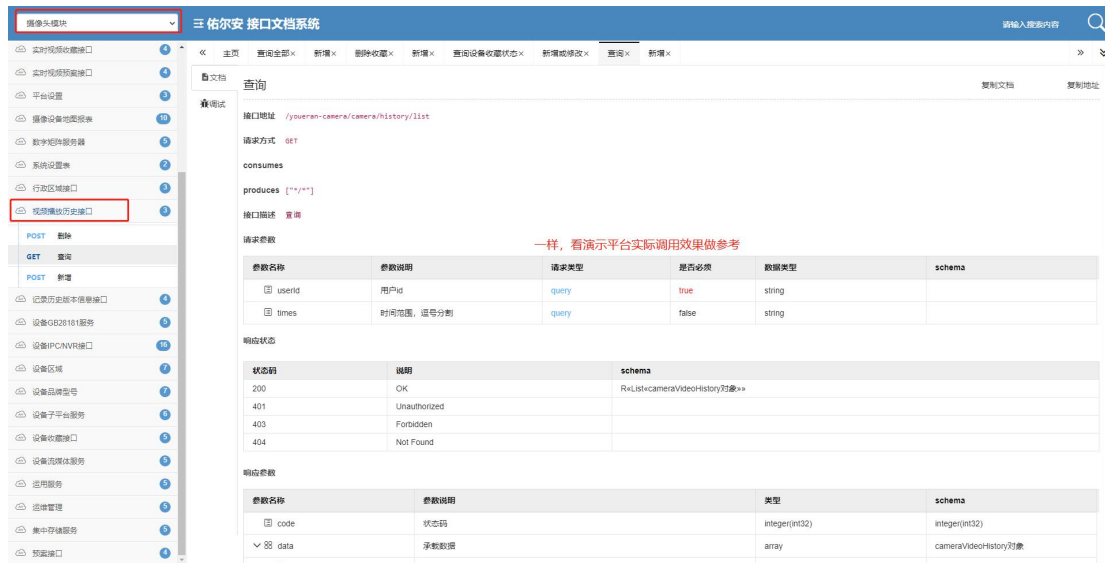 摄像头模块
佑尔安 接口文档系统
请输入搜索内容
实时视频收藏接口 4
实时视频预案接口 4
平台设置 3
摄像设备地图报表 10
数字矩阵服务器 5
系统设置表 2
行政区域接口 3
视频播放历史接口 3
POST 删除
GET 查询
POST 新增
记录历史版本信息接口 4
设备GB28181服务 5
设备IPC/NVR接口 16
设备区域 7
设备品牌型号 7
设备子平台服务 6
设备收藏接口 5
设备流媒体服务 5
运用服务 5
运维管理 5
集中存储服务 5
预案接口 4
主页 查询全部× 新增× 删除收藏× 新增× 查询设备收藏状态× 新增或修改× 查询× 新增×
文档
调试
查询
复制文档 复制地址
接口地址 /youeran-camera/camera/history/list
请求方式 GET
consumes
produces ["*/*"]
接口描述 查询
请求参数
一样，看演示平台实际调用效果做参考
参数名称 参数说明 请求类型 是否必须 数据类型 schema
userId 用户id query true string
times 时间范围，逗号分割 query false string
响应状态
状态码 说明 schema
200 OK R«List«cameraVideoHistory对象»»
401 Unauthorized
403 Forbidden
404 Not Found
响应参数
参数名称 参数说明 类型 schema
code 状态码 integer(int32) integer(int32)
data 承载数据 array cameraVideoHistory对象